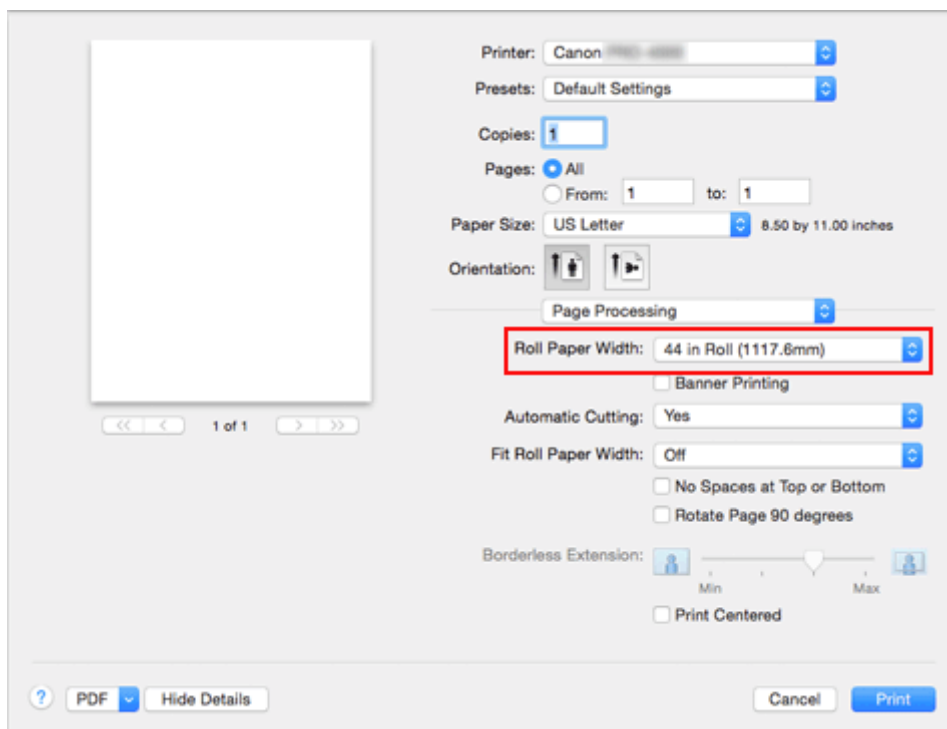 Printer: Canon
Presets: Default Settings
Copies: 1
Pages: All
From: 1 to: 1
Paper Size: US Letter 8.50 by 11.00 inches
Orientation:
Page Processing
Roll Paper Width: 44 in Roll (1117.6mm)
Banner Printing
<< < 1 of 1 > >>
Automatic Cutting: Yes
Fit Roll Paper Width: Off
No Spaces at Top or Bottom
Rotate Page 90 degrees
Borderless Extension:
Min Max
Print Centered
? PDF Hide Details Cancel Print